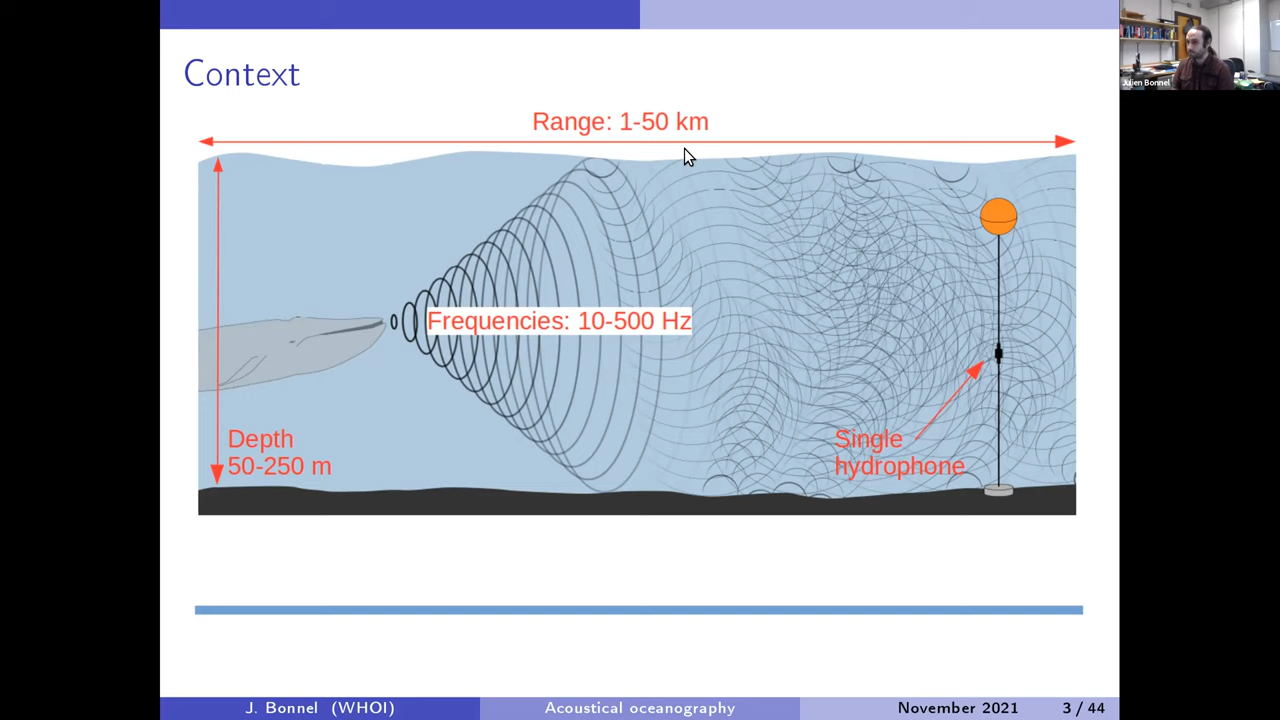 Context
Julien Bonnel
Range: 1-50 km
Frequencies: 10-500 Hz
Depth
50-250 m
Single
hydrophone
J. Bonnel (WHOI)
Acoustical oceanography
November 2021
3 / 44